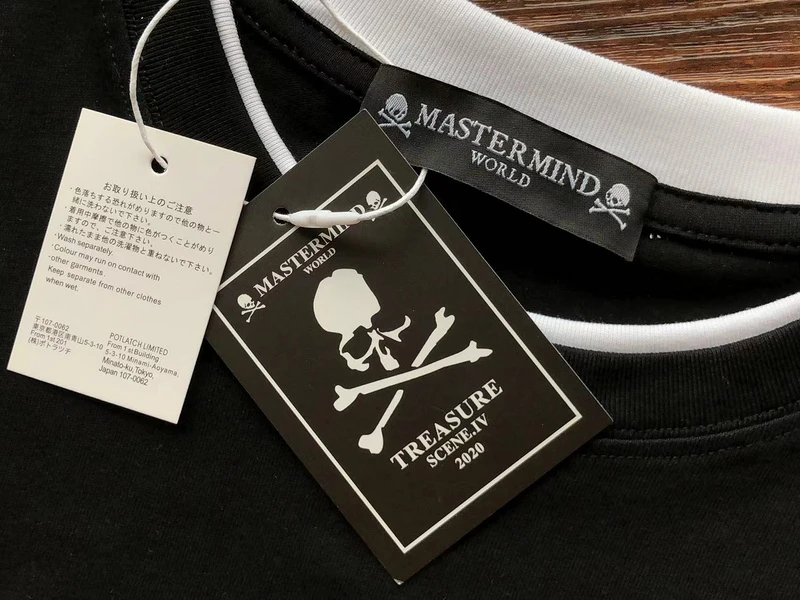 お取り扱い上のご注意
・色落ちする恐れがめりますので他の物と一
緒に洗わないで下さい。
・着用中摩擦で他の物に色がつくことがめり
ますので、ご注意下さい。
・濡れたまま他の洗濯物と重ねないで下さい。
・Wash separately.
・Colour may run on contact with
・other garments.
Keep separate from other clothes
when wet.
〒107-0062
東京都港区南青山5-3-10
From 1st 201
(株)ポトラッチ
POTLATCH LIMITED
From 1st Building
5-3-10 Minami-Aoyama,
Minato-ku, Tokyo,
Japan 107-0062
MASTERMIND
WORLD
TREASURE
SCENE.IV
2020
MASTERMIND
WORLD